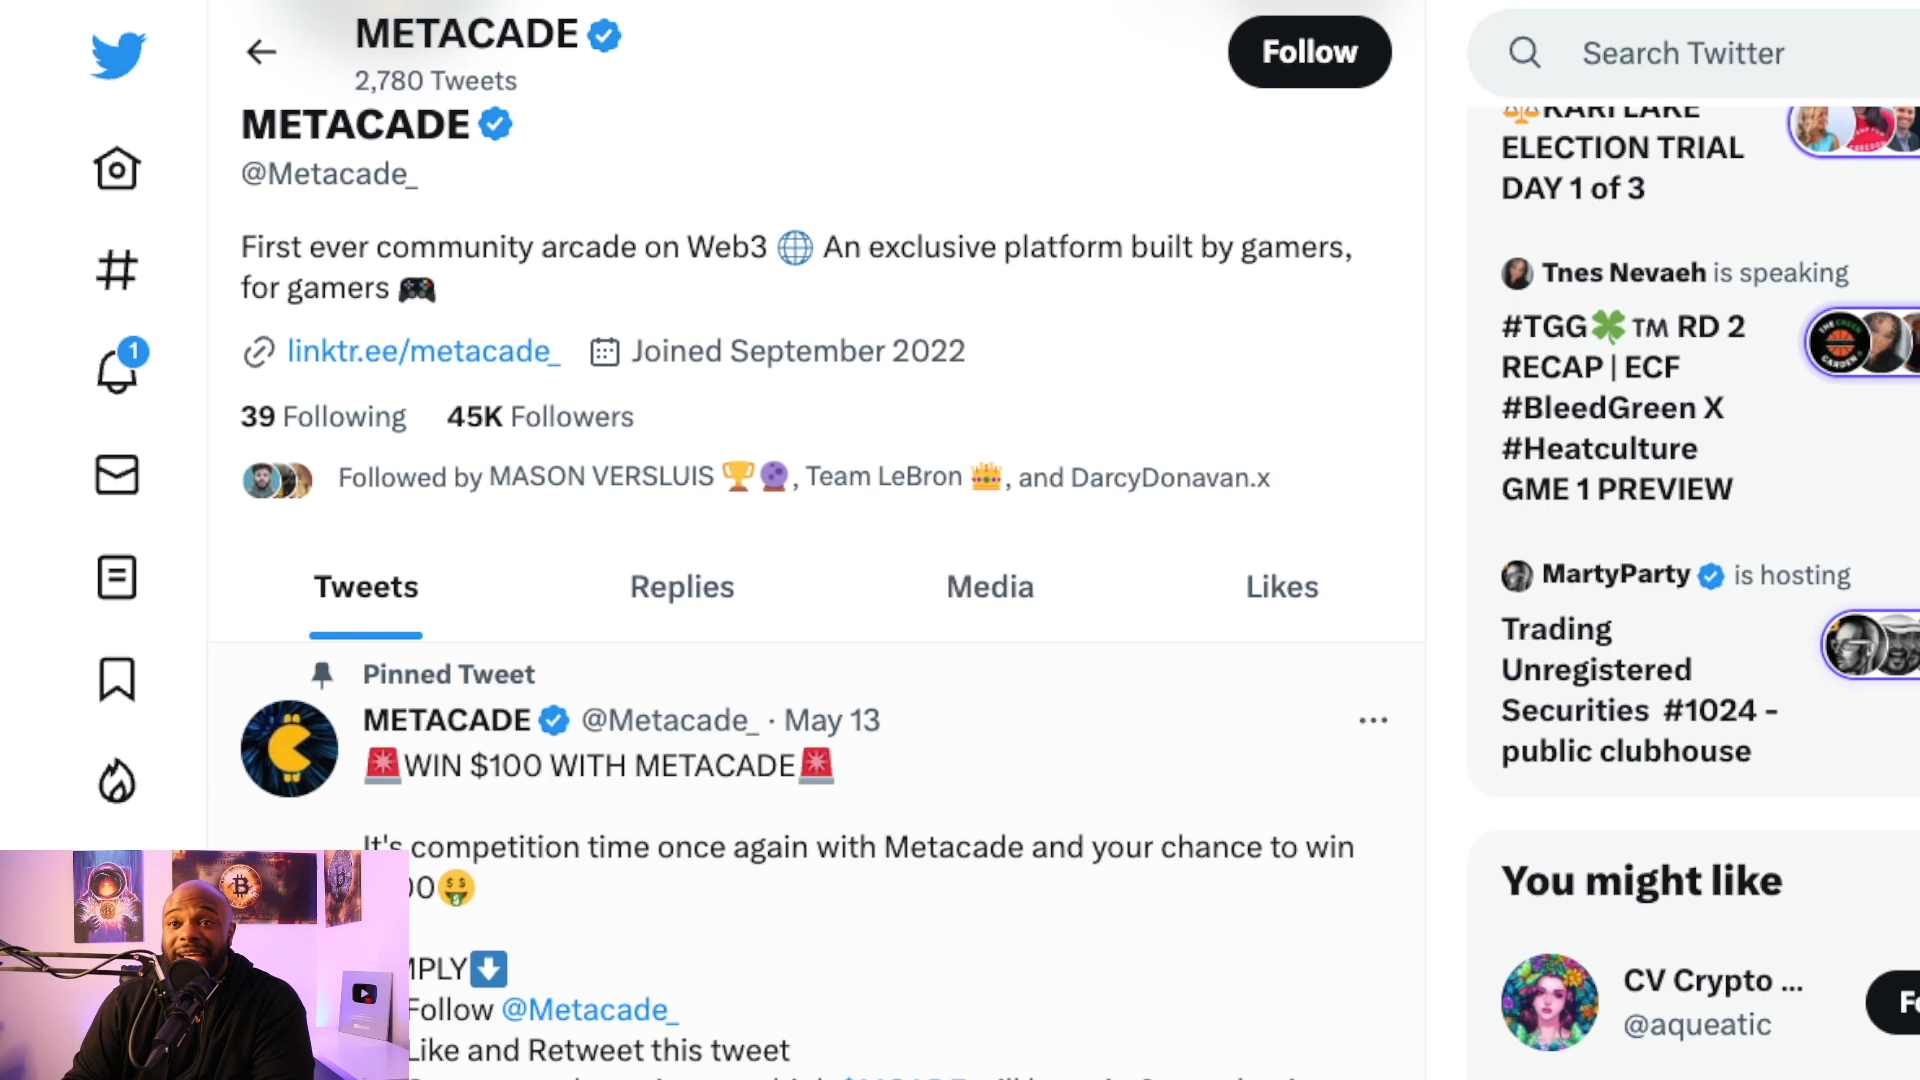 METACADE
2,780 Tweets
Follow
METACADE
@Metacade_
First ever community arcade on Web3 🌐 An exclusive platform built by gamers,
for gamers 🎮
linktr.ee/metacade_ Joined September 2022
39 Following 45K Followers
Followed by MASON VERSLUIS 🏆🔮, Team LeBron 👑, and DarcyDonavan.x
Tweets Replies Media Likes
Pinned Tweet
METACADE @Metacade_ · May 13
🚨WIN $100 WITH METACADE🚨
It's competition time once again with Metacade and your chance to win
🤑
⬇️
Follow @Metacade_
Like and Retweet this tweet
1
Search Twitter
⚖️KARI LAKE
ELECTION TRIAL
DAY 1 of 3
Tnes Nevaeh is speaking
#TGG🍀™️ RD 2
RECAP | ECF
#BleedGreen X
#Heatculture
GME 1 PREVIEW
MartyParty is hosting
Trading
Unregistered
Securities #1024 -
public clubhouse
You might like
CV Crypto ...
@aqueatic